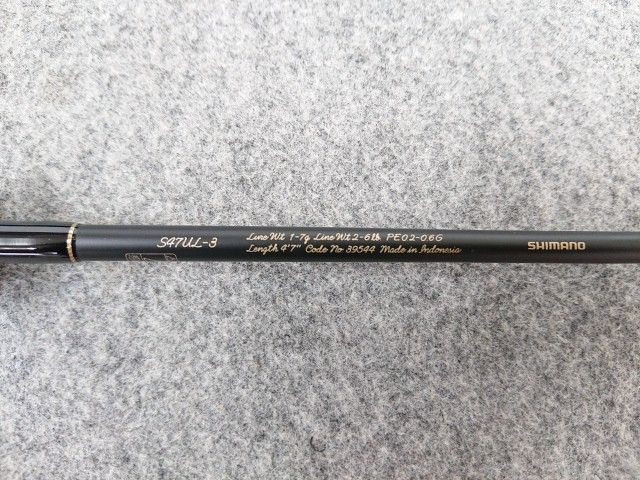 S47UL-3
Lure Wt 1-7g Line Wt 2-6lb. PE0.2-0.6G
Length 4'7" Code No 39544 Made in Indonesia
SHIMANO